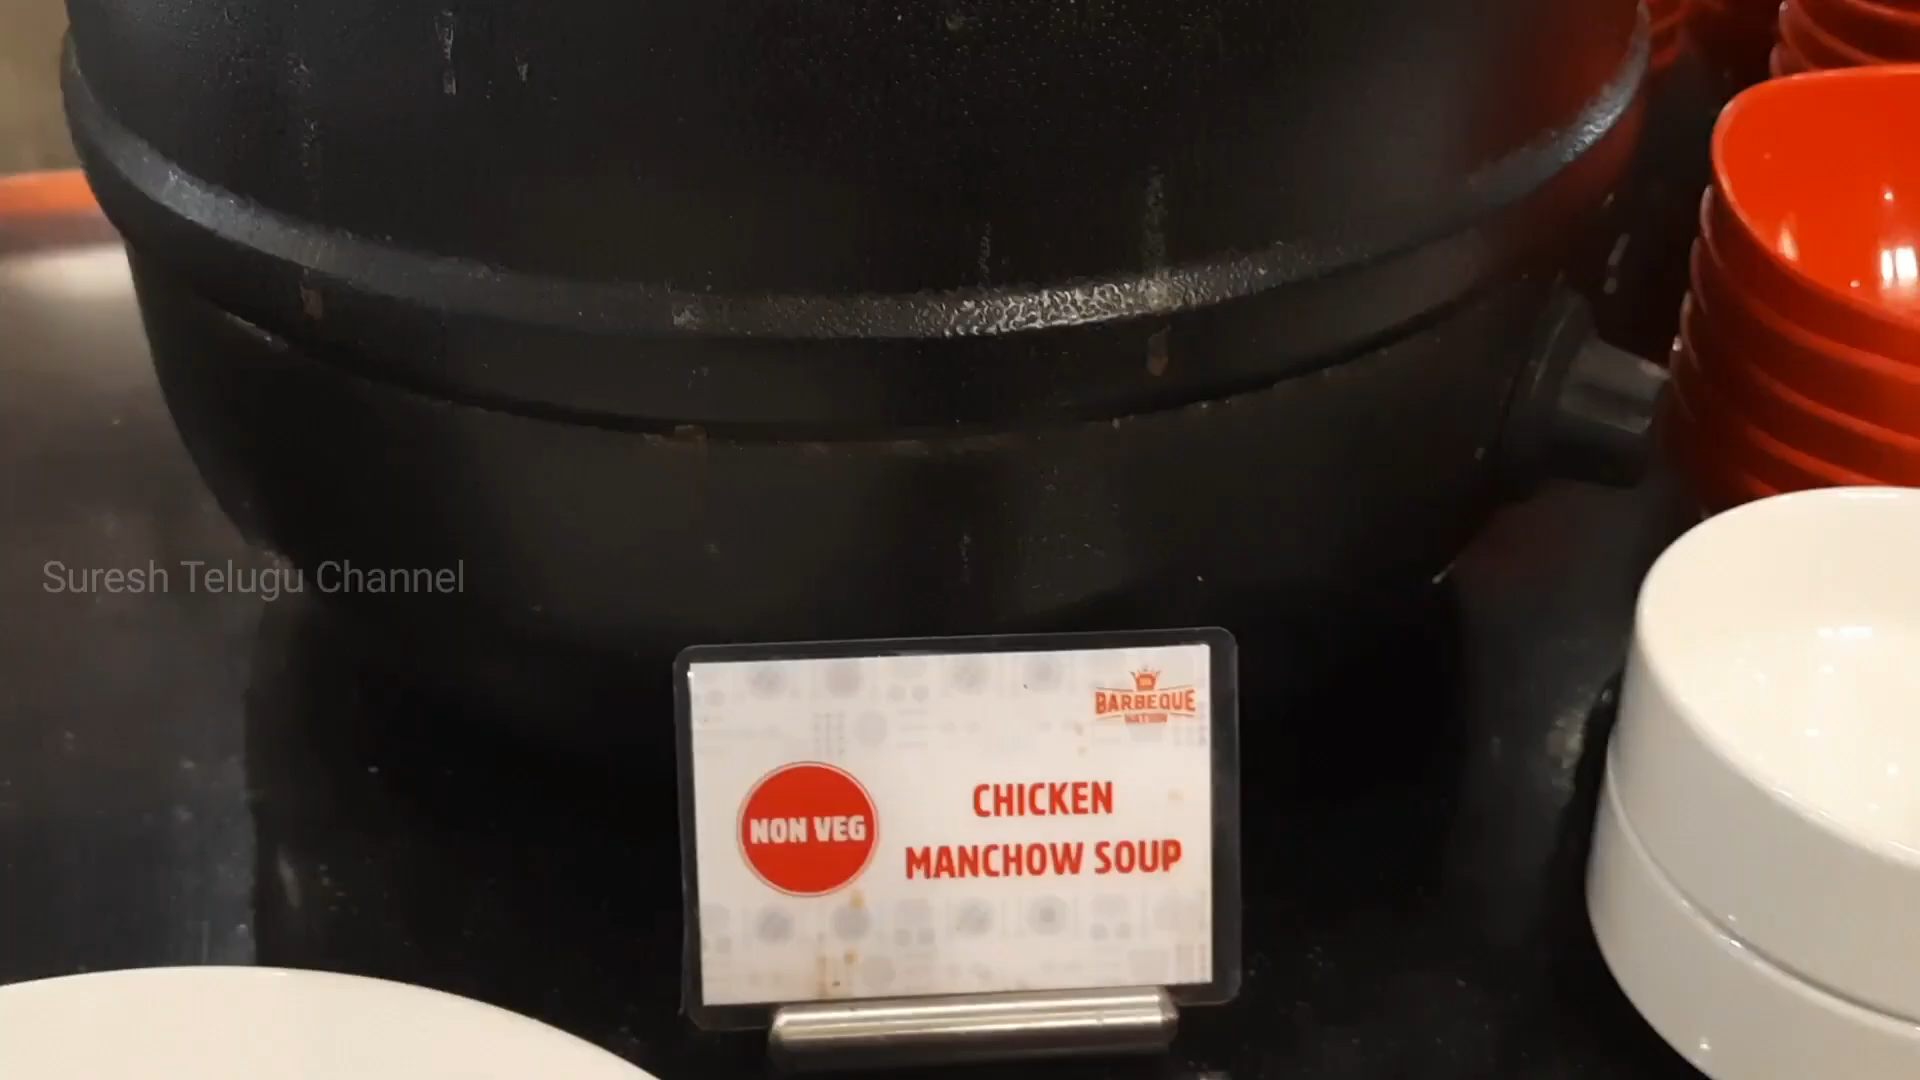 Suresh Telugu Channel
BARBEQUE
NATION
NON VEG
CHICKEN
MANCHOW SOUP